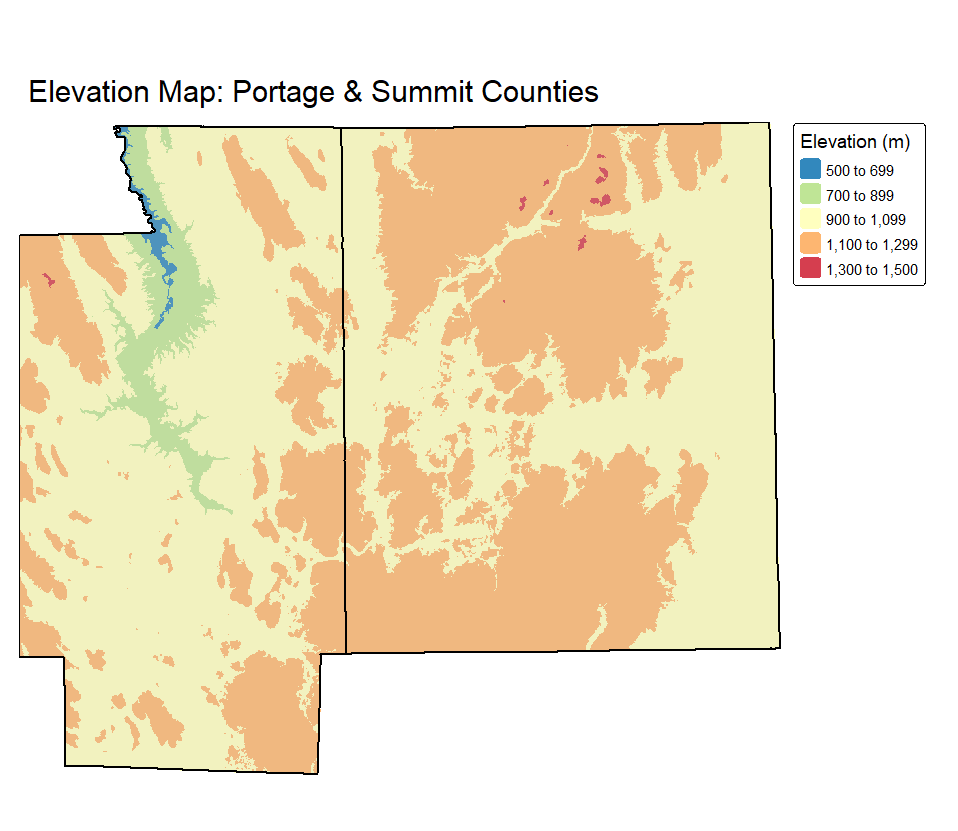 Elevation Map: Portage & Summit Counties
Elevation (m)
500 to 699
700 to 899
900 to 1,099
1,100 to 1,299
1,300 to 1,500